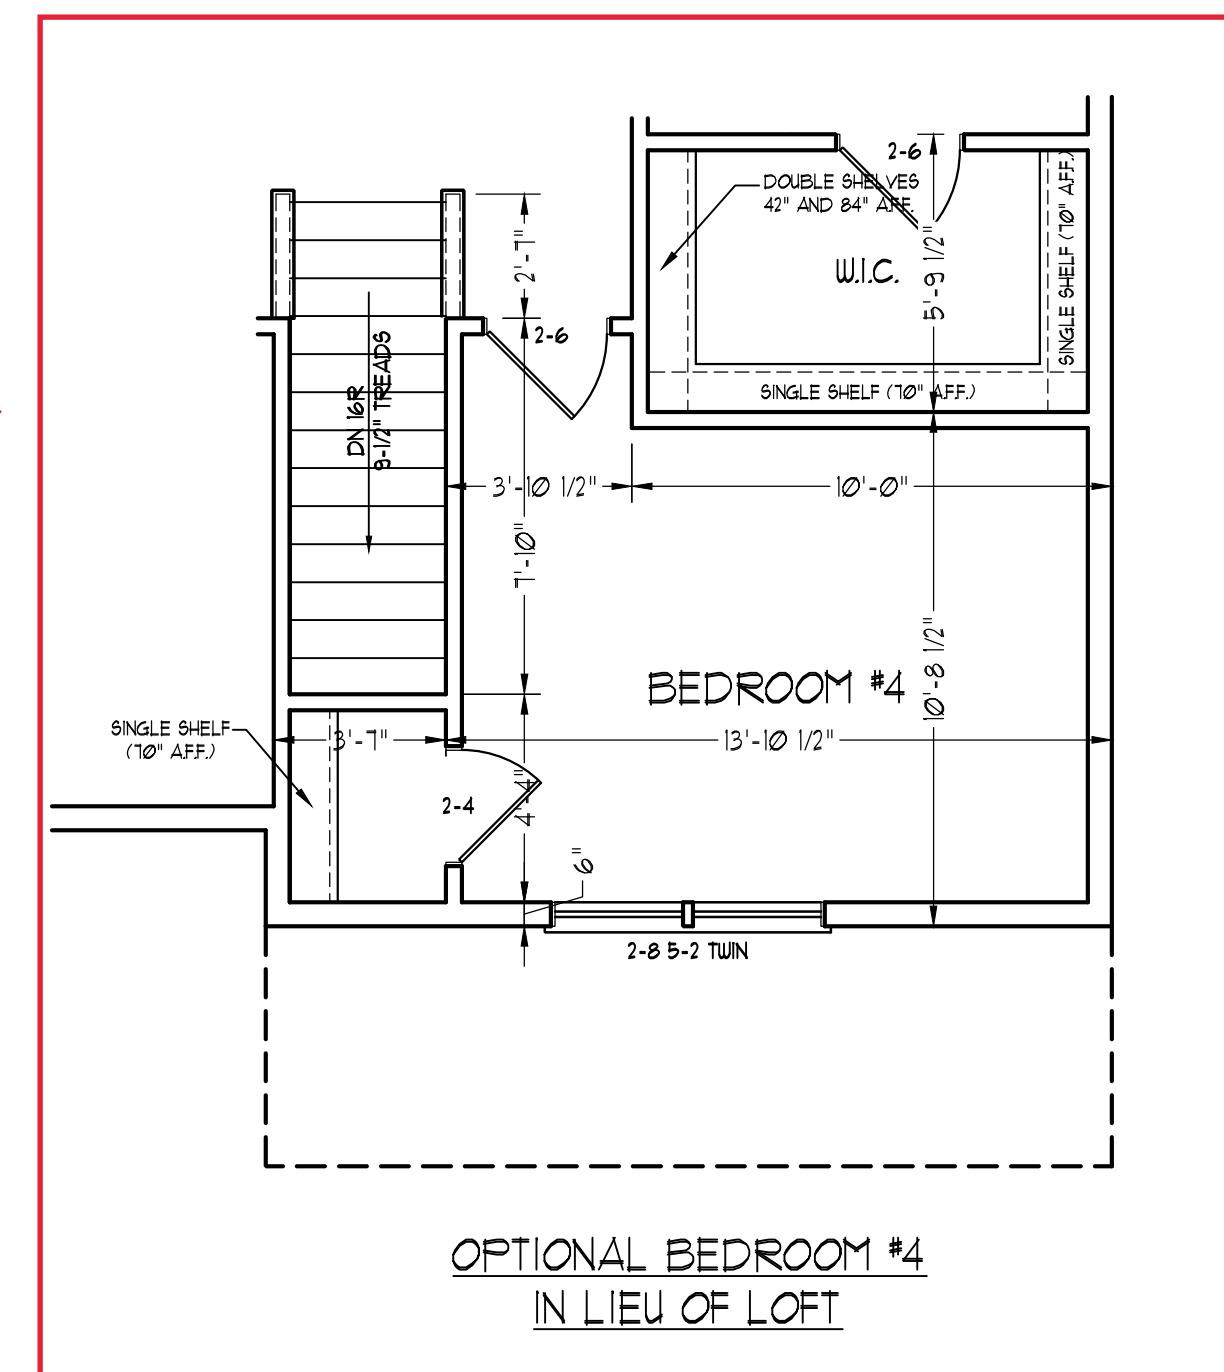 2-6
DOUBLE SHELVES
42" AND 84" A.F.F.
SINGLE SHELF (70" A.F.F.)
W.I.C.
5'-9 1/2"
2'-7"
2-6
SINGLE SHELF (70" A.F.F.)
DN 16R
9-1/2" TREADS
3'-10 1/2"
10'-0"
7'-10"
10'-8 1/2"
BEDROOM #4
SINGLE SHELF
(70" A.F.F.)
3'-7"
13'-10 1/2"
2-4
4'-4"
6"
2-8 5-2 TWIN
OPTIONAL BEDROOM #4
IN LIEU OF LOFT